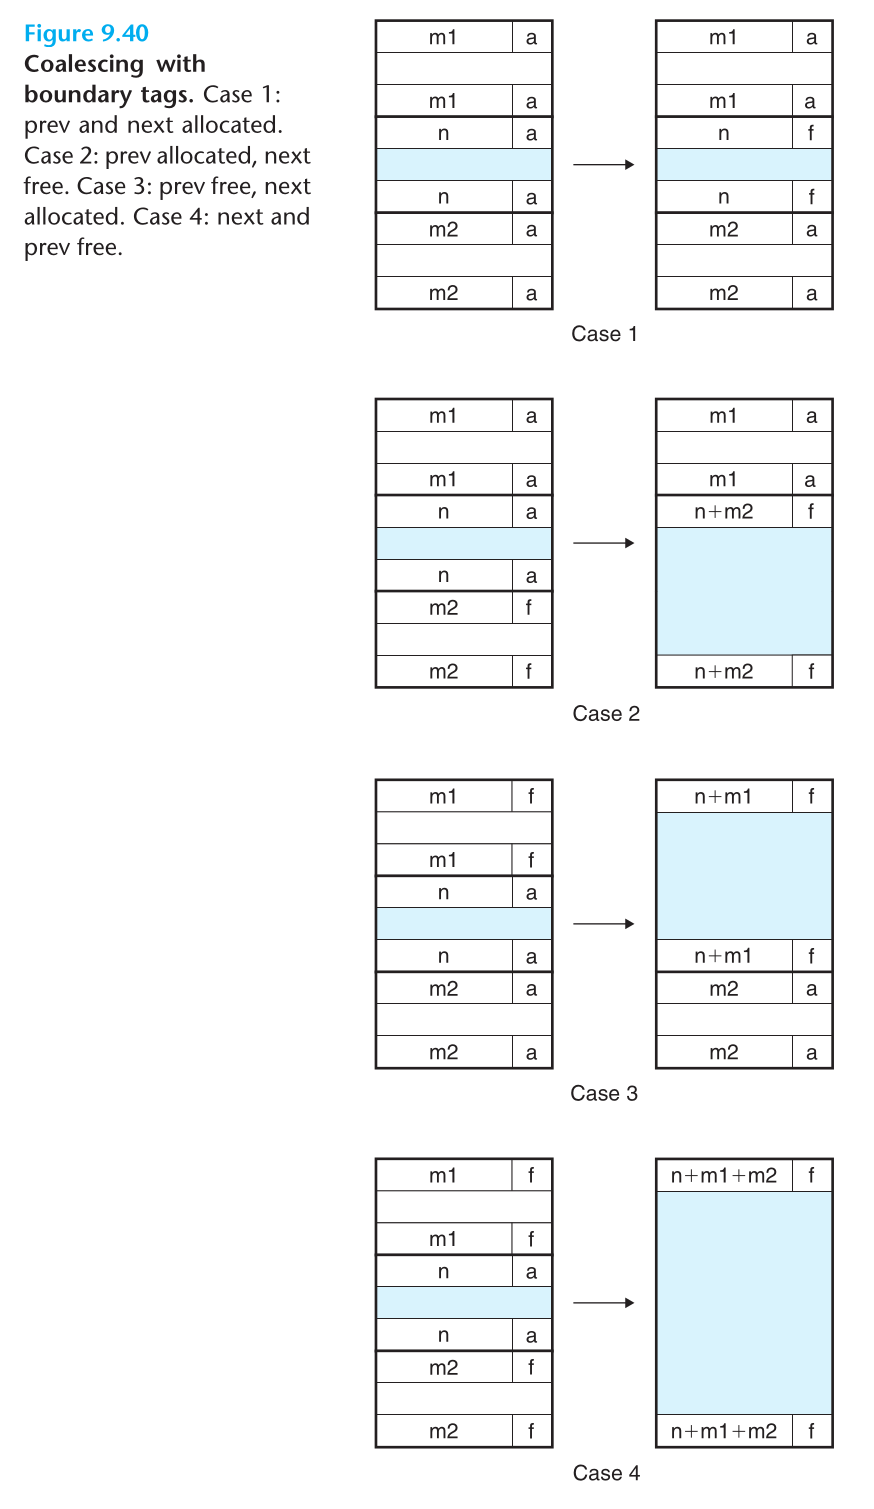 Figure 9.40
Coalescing with
boundary tags. Case 1:
prev and next allocated.
Case 2: prev allocated, next
free. Case 3: prev free, next
allocated. Case 4: next and
prev free.
m1 a m1 a
m1 a m1 a
n a n f
n a n f
m2 a m2 a
m2 a m2 a
Case 1
m1 a m1 a
m1 a m1 a
n a n+m2 f
n a
m2 f
m2 f n+m2 f
Case 2
m1 f n+m1 f
m1 f
n a
n a n+m1 f
m2 a m2 a
m2 a m2 a
Case 3
m1 f n+m1+m2 f
m1 f
n a
n a
m2 f
m2 f n+m1+m2 f
Case 4